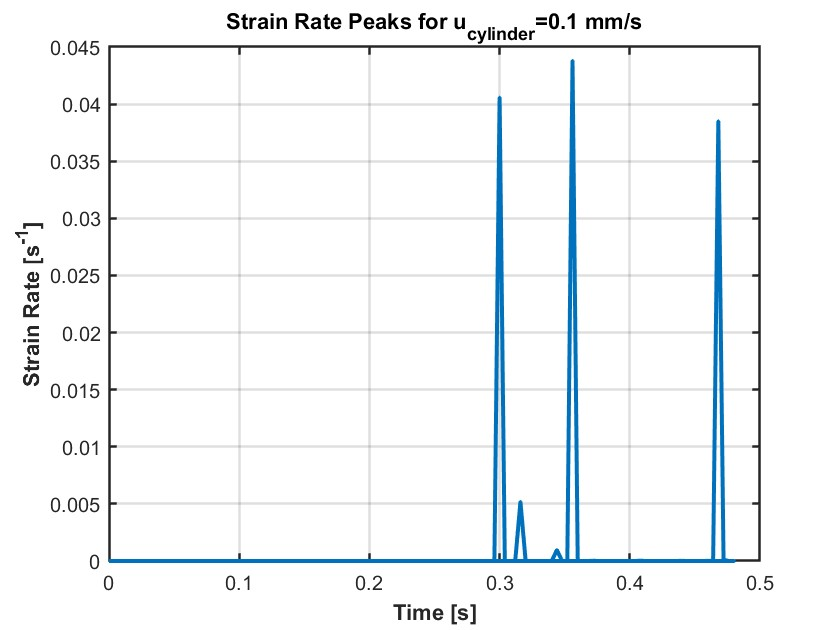 Strain Rate Peaks for u_cylinder=0.1 mm/s
0.045
0.04
0.035
0.03
0.025
0.02
0.015
0.01
0.005
0
Strain Rate [s^-1]
0 0.1 0.2 0.3 0.4 0.5
Time [s]